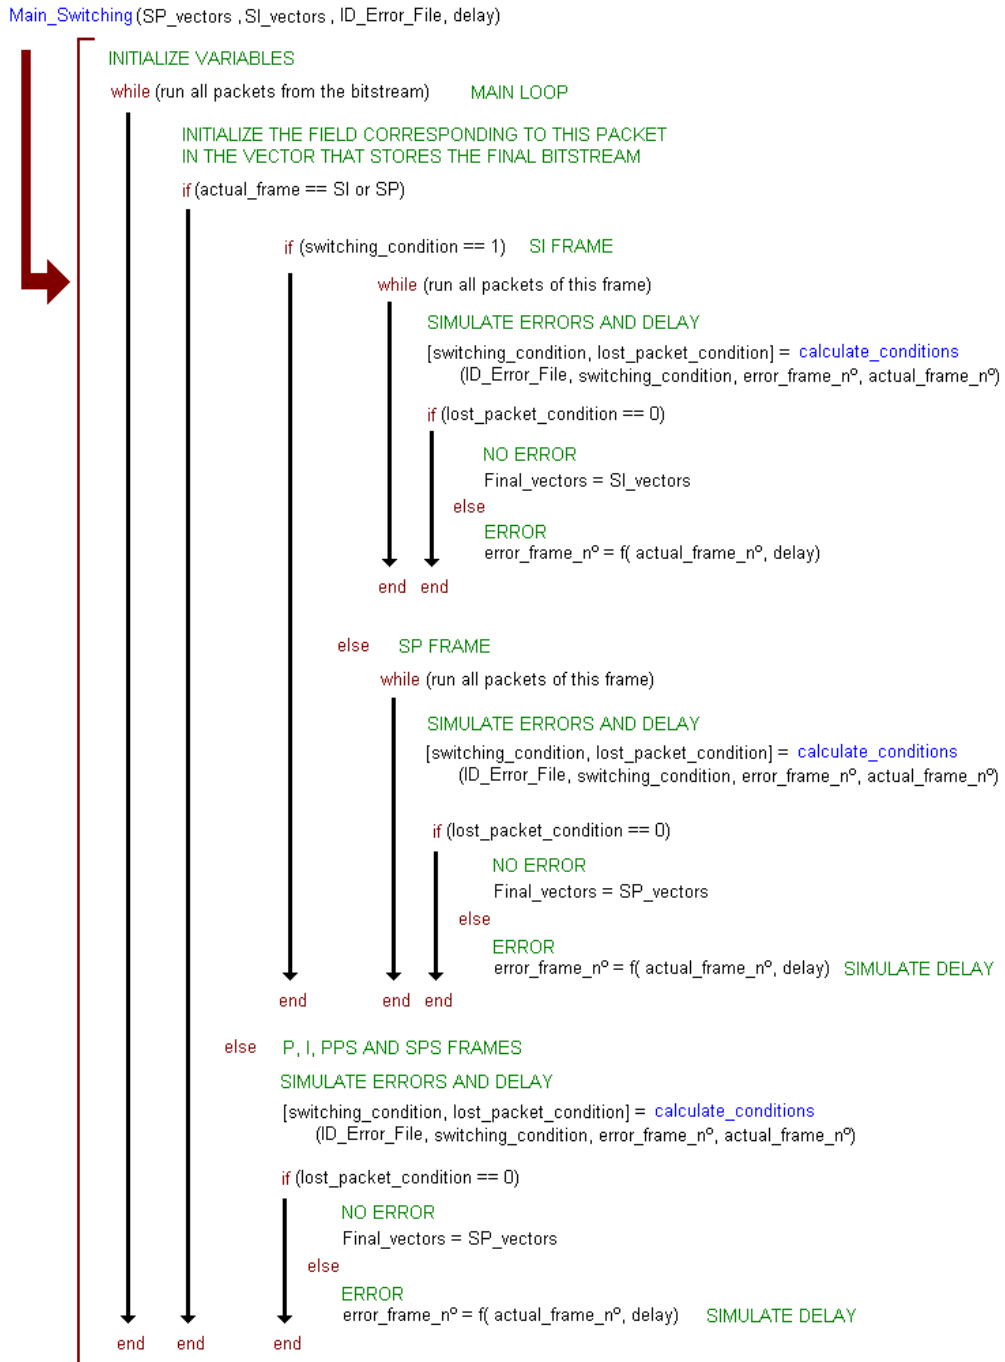 Main_Switching (SP_vectors , SI_vectors , ID_Error_File, delay)
INITIALIZE VARIABLES
while (run all packets from the bitstream) MAIN LOOP
INITIALIZE THE FIELD CORRESPONDING TO THIS PACKET
IN THE VECTOR THAT STORES THE FINAL BITSTREAM
if (actual_frame == SI or SP)
if (switching_condition == 1) SI FRAME
while (run all packets of this frame)
SIMULATE ERRORS AND DELAY
[switching_condition, lost_packet_condition] = calculate_conditions
(ID_Error_File, switching_condition, error_frame_nº, actual_frame_nº)
if (lost_packet_condition == 0)
NO ERROR
Final_vectors = SI_vectors
else
ERROR
error_frame_nº = f( actual_frame_nº, delay)
end end
else SP FRAME
while (run all packets of this frame)
SIMULATE ERRORS AND DELAY
[switching_condition, lost_packet_condition] = calculate_conditions
(ID_Error_File, switching_condition, error_frame_nº, actual_frame_nº)
if (lost_packet_condition == 0)
NO ERROR
Final_vectors = SP_vectors
else
ERROR
error_frame_nº = f( actual_frame_nº, delay) SIMULATE DELAY
end end end
else P, I, PPS AND SPS FRAMES
SIMULATE ERRORS AND DELAY
[switching_condition, lost_packet_condition] = calculate_conditions
(ID_Error_File, switching_condition, error_frame_nº, actual_frame_nº)
if (lost_packet_condition == 0)
NO ERROR
Final_vectors = SP_vectors
else
ERROR
error_frame_nº = f( actual_frame_nº, delay) SIMULATE DELAY
end end end